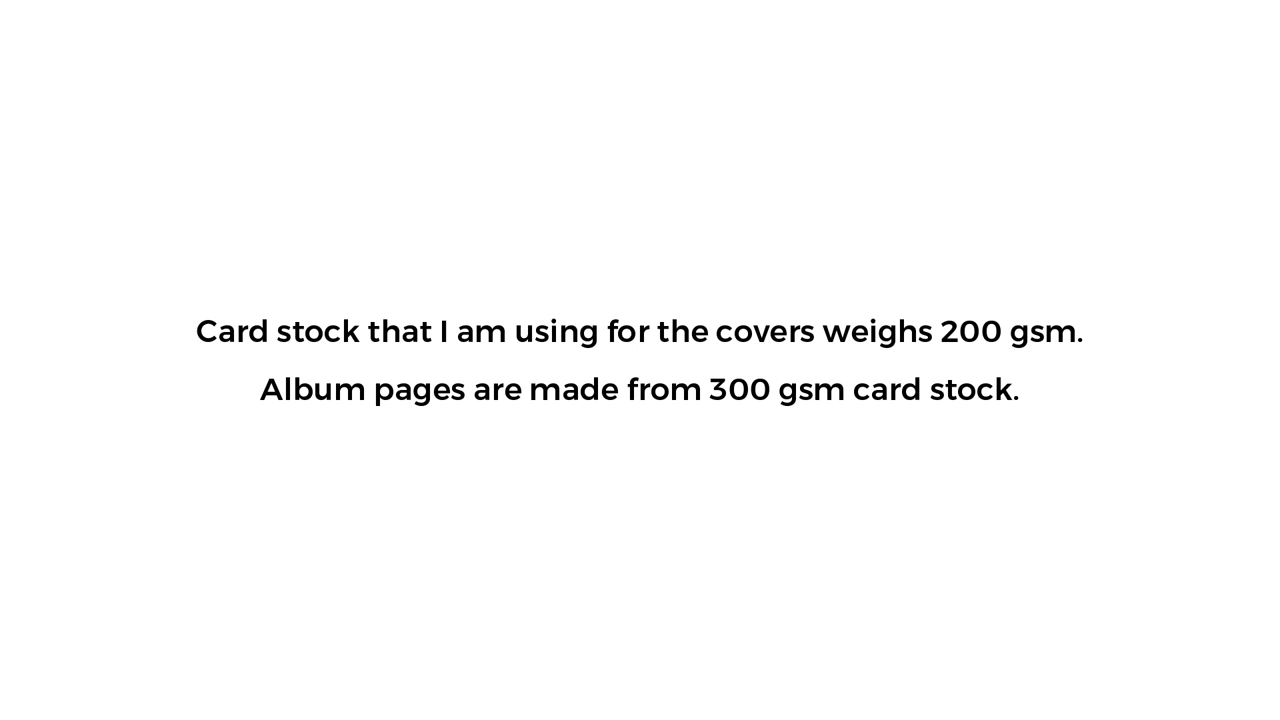 Card stock that I am using for the covers weighs 200 gsm.
Album pages are made from 300 gsm card stock.